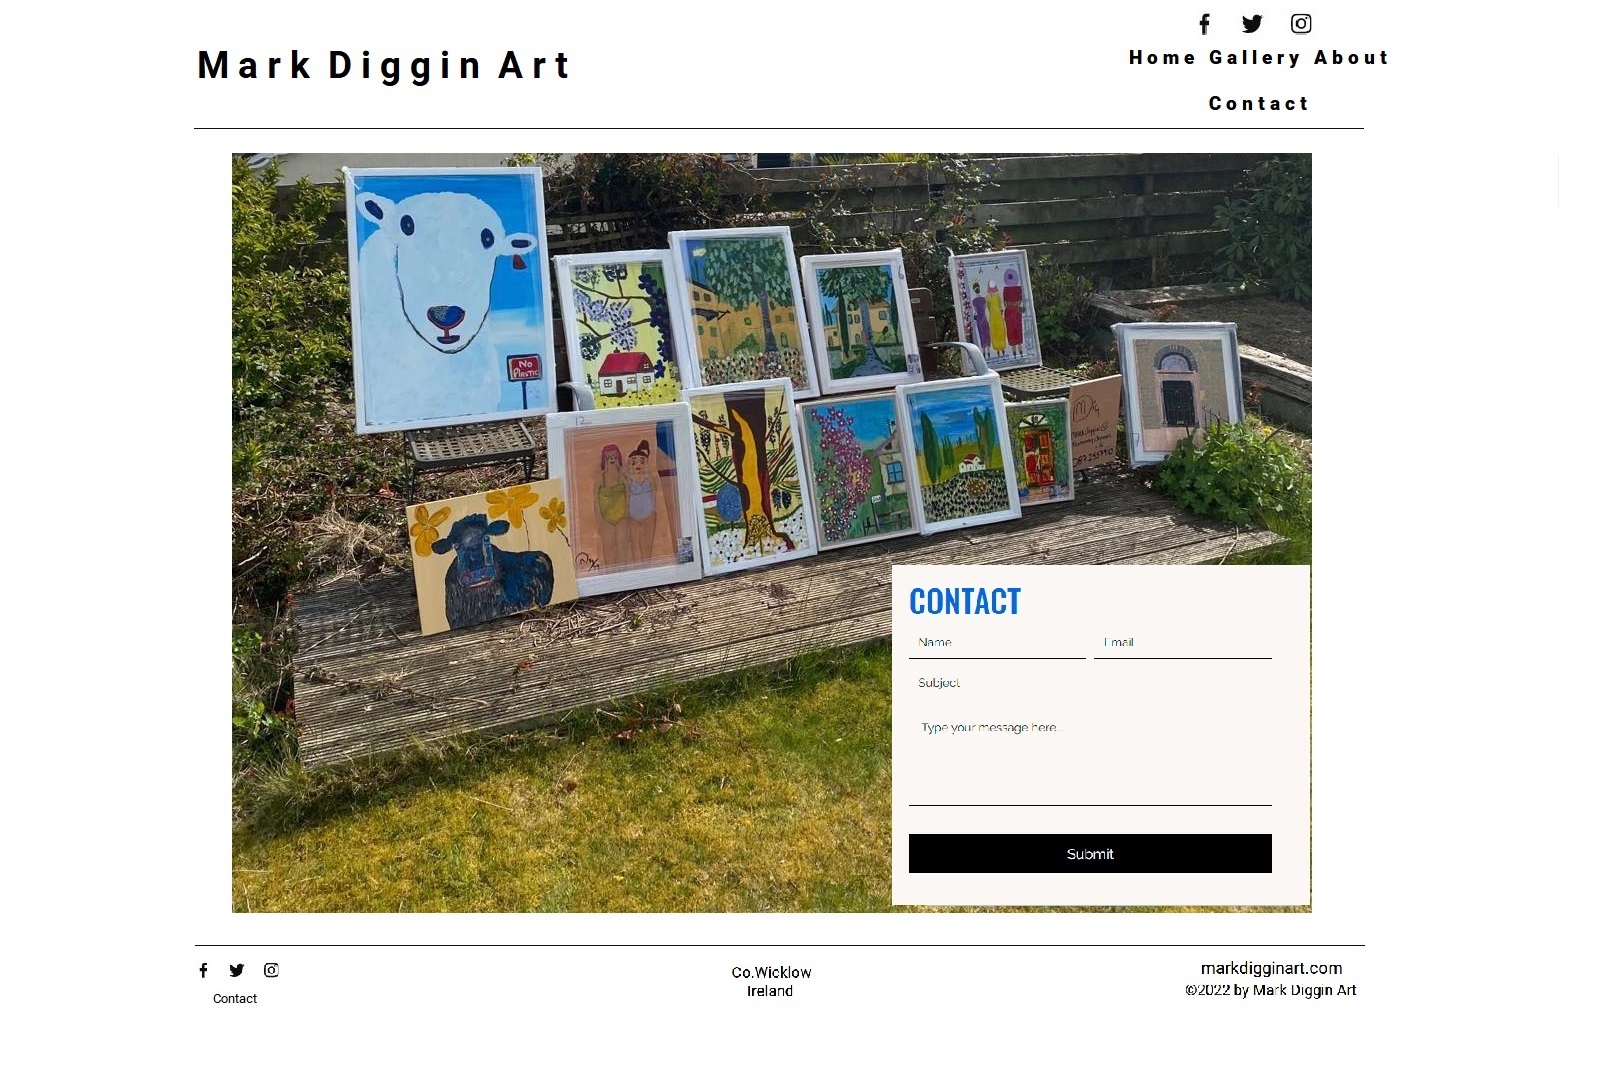 Mark Diggin Art
Home Gallery About
Contact
No
Plastic
12
CONTACT
Name Email
Subject
Type your message here...
Submit
Contact
Co.Wicklow
Ireland
markdigginart.com
©2022 by Mark Diggin Art